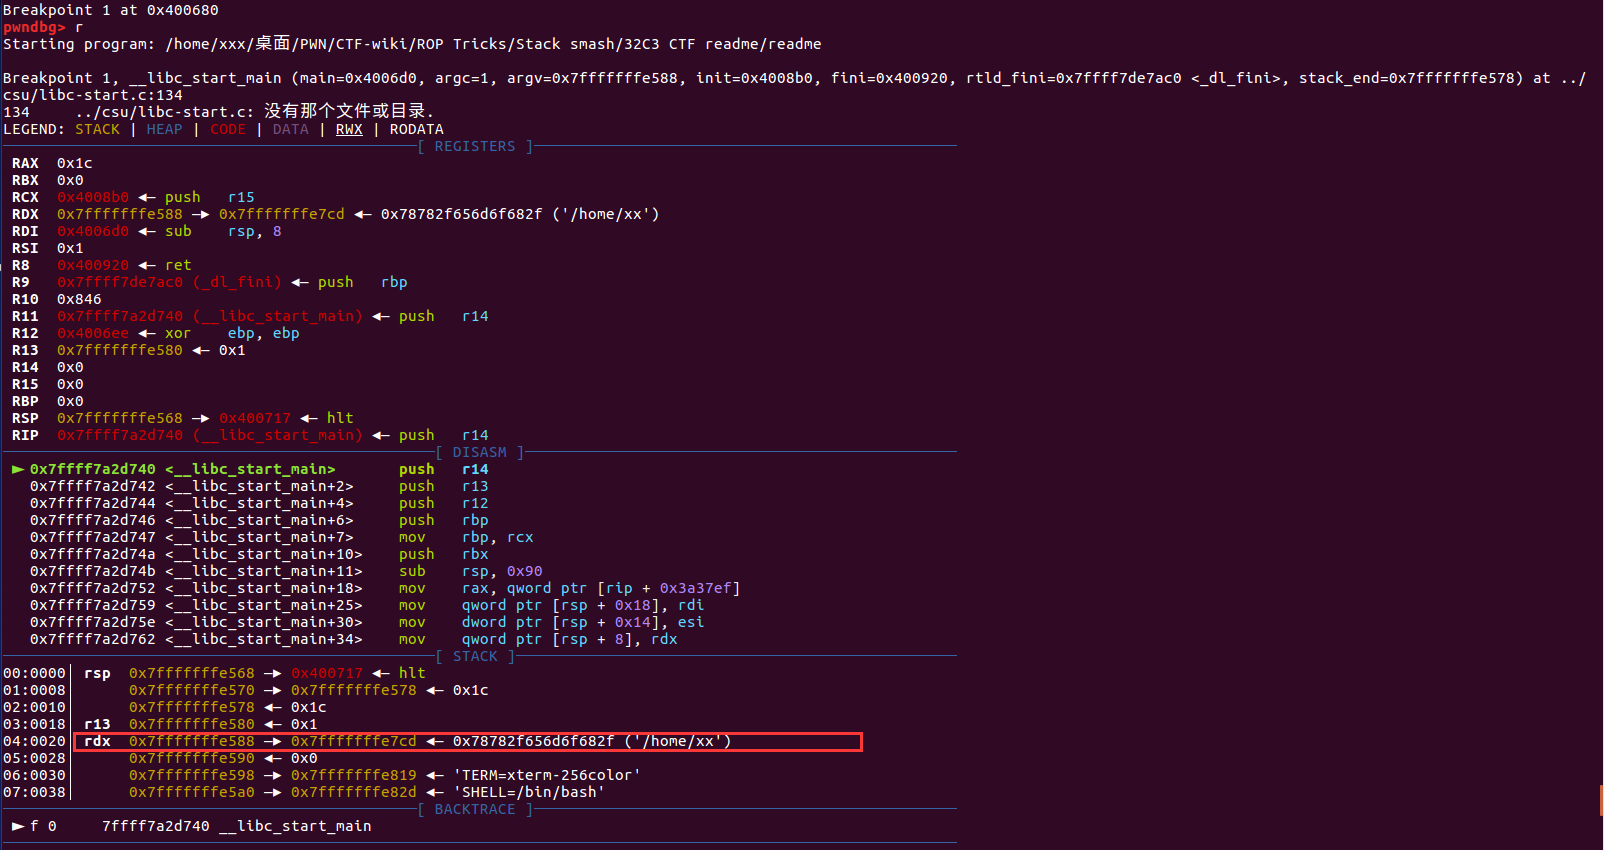 Breakpoint 1 at 0x400680
pwndbg> r
Starting program: /home/xxx/桌面/PWN/CTF-wiki/ROP Tricks/Stack smash/32C3 CTF readme/readme
Breakpoint 1, __libc_start_main (main=0x4006d0, argc=1, argv=0x7fffffffe588, init=0x4008b0, fini=0x400920, rtld_fini=0x7ffff7de7ac0 <_dl_fini>, stack_end=0x7fffffffe578) at ../
csu/libc-start.c:134
134     ../csu/libc-start.c: 没有那个文件或目录.
LEGEND: STACK | HEAP | CODE | DATA | RWX | RODATA
[ REGISTERS ]
RAX  0x1c
RBX  0x0
RCX  0x4008b0 ◄— push   r15
RDX  0x7fffffffe588 —► 0x7fffffffe7cd ◄— 0x78782f656d6f682f ('/home/xx')
RDI  0x4006d0 ◄— sub    rsp, 8
RSI  0x1
R8   0x400920 ◄— ret
R9   0x7ffff7de7ac0 (_dl_fini) ◄— push   rbp
R10  0x846
R11  0x7ffff7a2d740 (__libc_start_main) ◄— push   r14
R12  0x4006ee ◄— xor    ebp, ebp
R13  0x7fffffffe580 ◄— 0x1
R14  0x0
R15  0x0
RBP  0x0
RSP  0x7fffffffe568 —► 0x400717 ◄— hlt
RIP  0x7ffff7a2d740 (__libc_start_main) ◄— push   r14
[ DISASM ]
► 0x7ffff7a2d740 <__libc_start_main>       push   r14
0x7ffff7a2d742 <__libc_start_main+2>     push   r13
0x7ffff7a2d744 <__libc_start_main+4>     push   r12
0x7ffff7a2d746 <__libc_start_main+6>     push   rbp
0x7ffff7a2d747 <__libc_start_main+7>     mov    rbp, rcx
0x7ffff7a2d74a <__libc_start_main+10>    push   rbx
0x7ffff7a2d74b <__libc_start_main+11>    sub    rsp, 0x90
0x7ffff7a2d752 <__libc_start_main+18>    mov    rax, qword ptr [rip + 0x3a37ef]
0x7ffff7a2d759 <__libc_start_main+25>    mov    qword ptr [rsp + 0x18], rdi
0x7ffff7a2d75e <__libc_start_main+30>    mov    dword ptr [rsp + 0x14], esi
0x7ffff7a2d762 <__libc_start_main+34>    mov    qword ptr [rsp + 8], rdx
[ STACK ]
00:0000│ rsp  0x7fffffffe568 —► 0x400717 ◄— hlt
01:0008│      0x7fffffffe570 —► 0x7fffffffe578 ◄— 0x1c
02:0010│      0x7fffffffe578 ◄— 0x1c
03:0018│ r13  0x7fffffffe580 ◄— 0x1
04:0020│ rdx  0x7fffffffe588 —► 0x7fffffffe7cd ◄— 0x78782f656d6f682f ('/home/xx')
05:0028│      0x7fffffffe590 ◄— 0x0
06:0030│      0x7fffffffe598 —► 0x7fffffffe819 ◄— 'TERM=xterm-256color'
07:0038│      0x7fffffffe5a0 —► 0x7fffffffe82d ◄— 'SHELL=/bin/bash'
[ BACKTRACE ]
► f 0     7ffff7a2d740 __libc_start_main